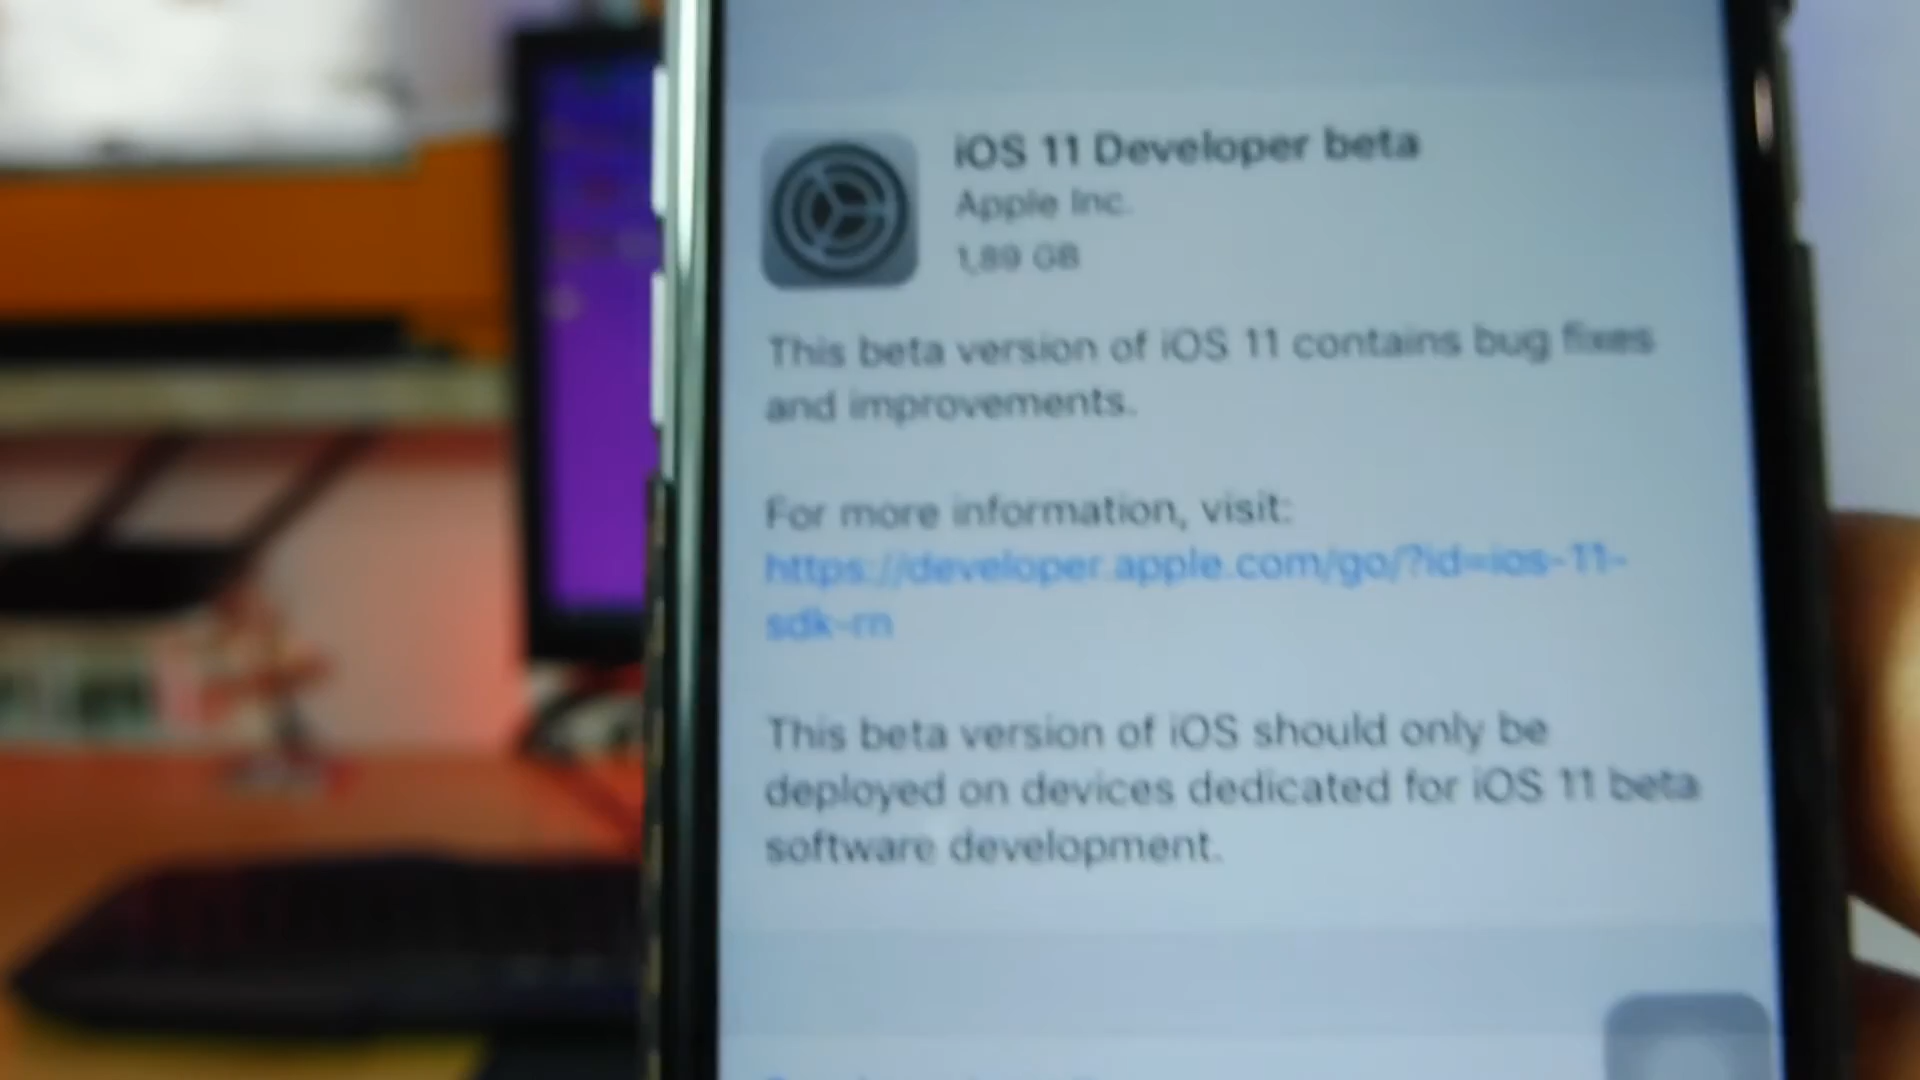 iOS 11 Developer beta
Apple Inc.
1,89 GB
This beta version of iOS 11 contains bug fixes
and improvements.
For more information, visit:
https://developer.apple.com/go/?id=ios-11-
sdk-rn
This beta version of iOS should only be
deployed on devices dedicated for iOS 11 beta
software development.